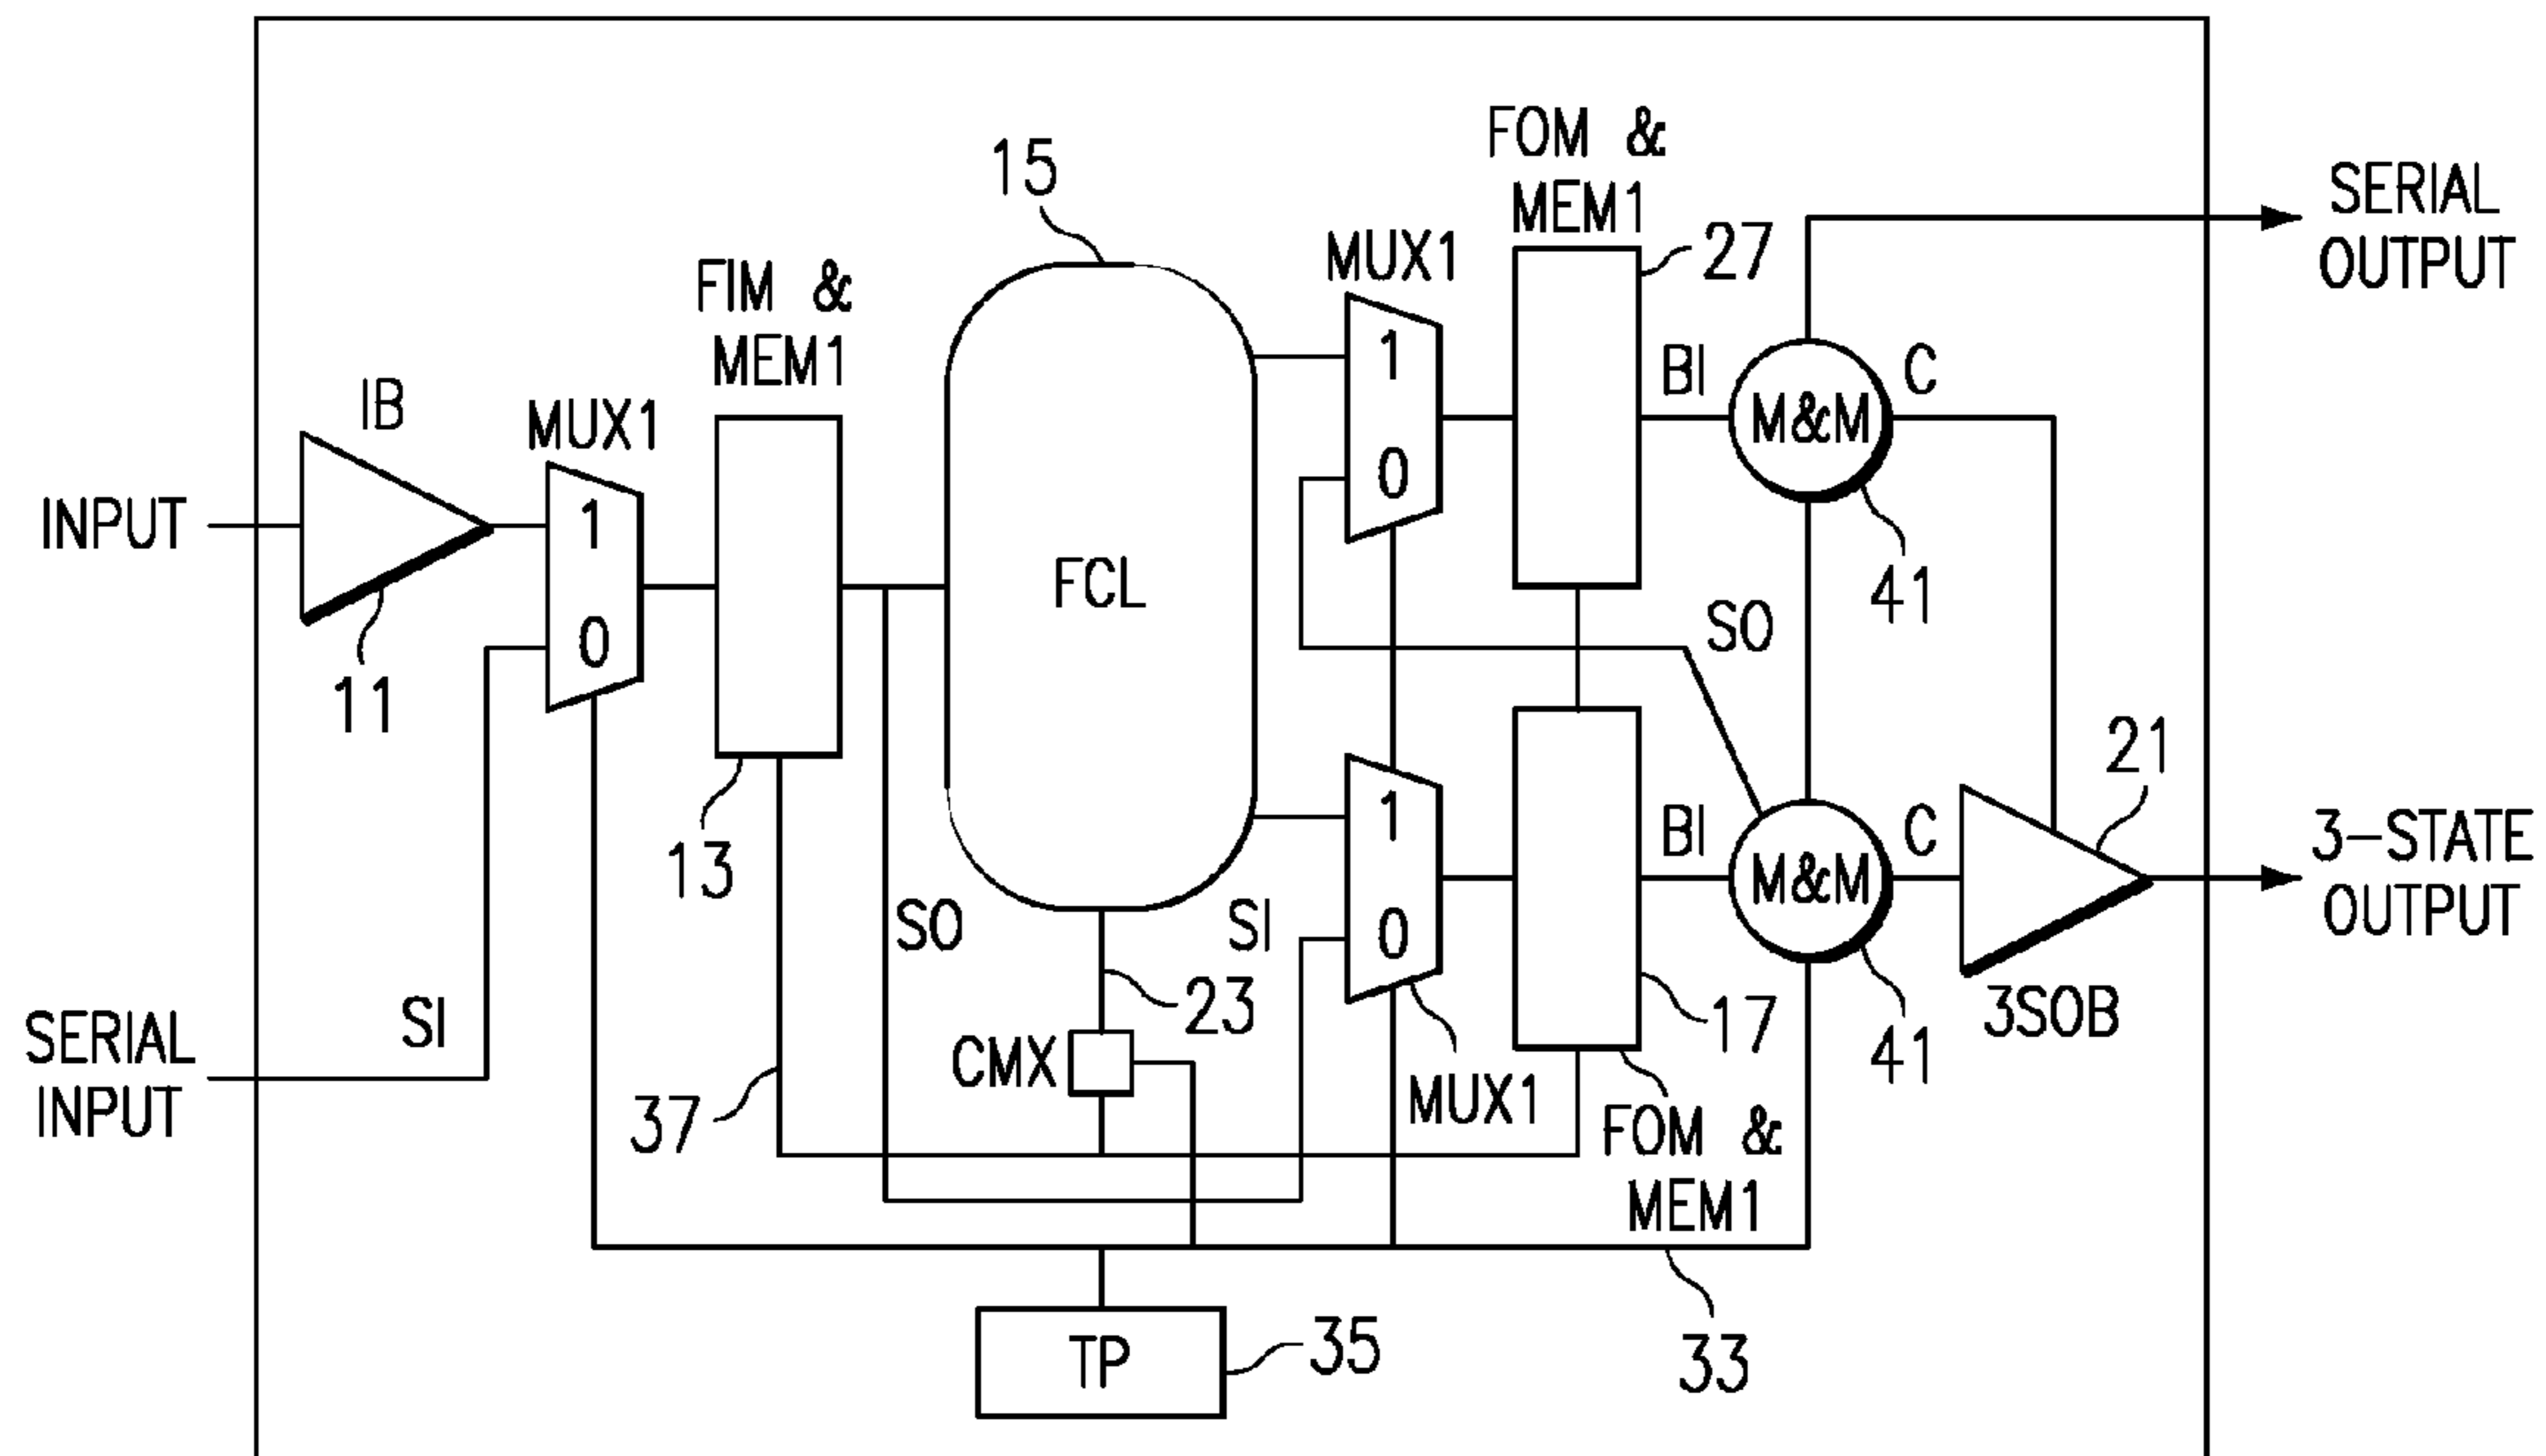 FOM &
MEM1
15
SERIAL
OUTPUT
27
MUX1
FIM &
MEM1
1
BI
C
IB
M&M
MUX1
0
INPUT
1
FCL
41
0
SO
11
21
1
BI
C
3-STATE
OUTPUT
13
M&M
SO
SI
0
23
17
3SOB
41
SI
SERIAL
INPUT
CMX
MUX1
37
FOM &
MEM1
TP
35
33